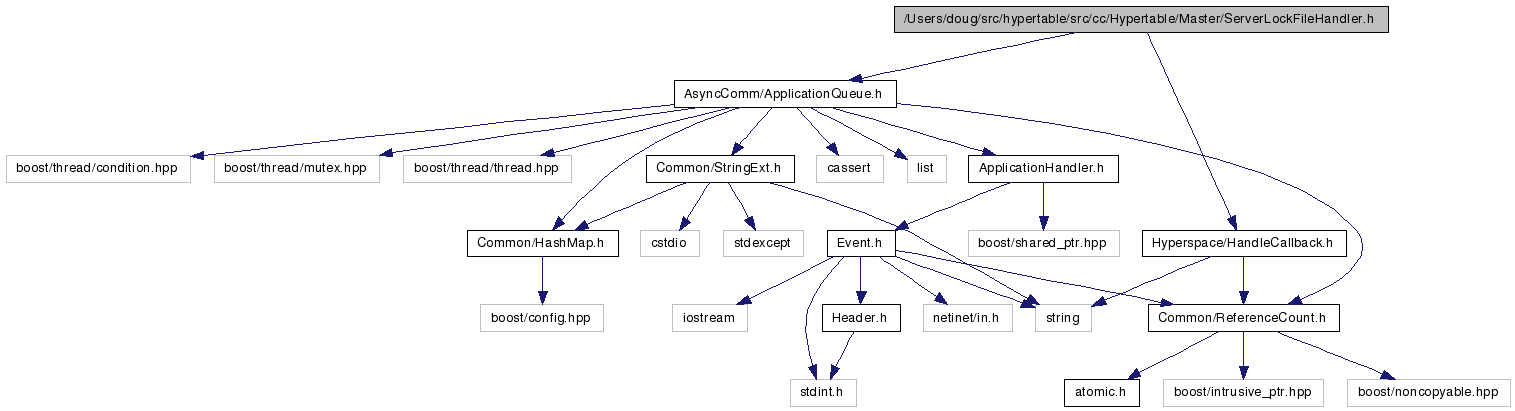 /Users/doug/src/hypertable/src/cc/Hypertable/Master/ServerLockFileHandler.h
AsyncComm/ApplicationQueue.h
boost/thread/condition.hpp
boost/thread/mutex.hpp
boost/thread/thread.hpp
Common/StringExt.h
cassert
list
ApplicationHandler.h
Common/HashMap.h
cstdio
stdexcept
Event.h
boost/shared_ptr.hpp
Hyperspace/HandleCallback.h
boost/config.hpp
iostream
Header.h
netinet/in.h
string
Common/ReferenceCount.h
stdint.h
atomic.h
boost/intrusive_ptr.hpp
boost/noncopyable.hpp